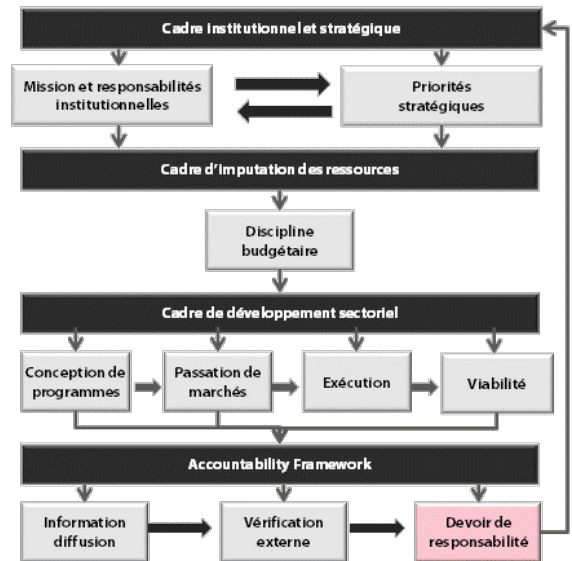 Cadre institutionnel et stratégique
Mission et responsabilités
institutionnelles
Priorités
stratégiques
Cadre d'imputation des ressources
Discipline
budgétaire
Cadre de développement sectoriel
Conception de
programmes
Passation de
marchés
Exécution
Viabilité
Accountability Framework
Information
diffusion
Vérification
externe
Devoir de
responsabilité